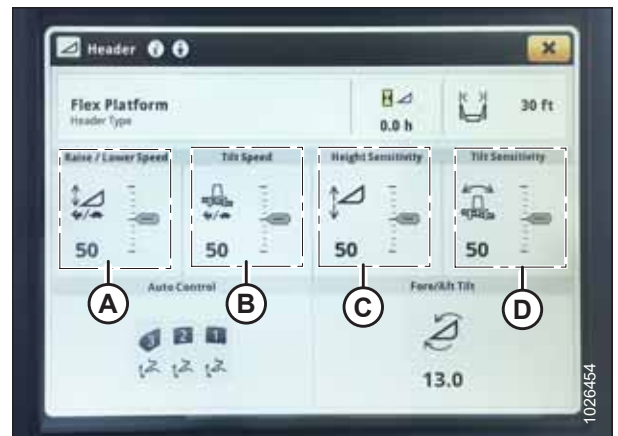 Header
Flex Platform
Header Type
0.0 h
30 ft
Raise / Lower Speed
Tilt Speed
Height Sensitivity
Tilt Sensitivity
50
50
50
50
A
B
C
D
Auto Control
Fore/Aft Tilt
3 2 1
13.0
1026454